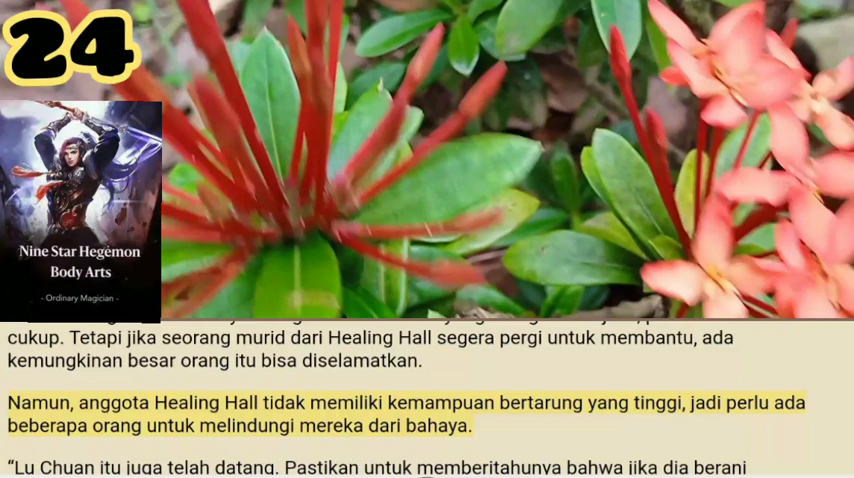 24
Nine Star Hegemon
Body Arts
- Ordinary Magician -
cukup. Tetapi jika seorang murid dari Healing Hall segera pergi untuk membantu, ada
kemungkinan besar orang itu bisa diselamatkan.
Namun, anggota Healing Hall tidak memiliki kemampuan bertarung yang tinggi, jadi perlu ada
beberapa orang untuk melindungi mereka dari bahaya.
“Lu Chuan itu juga telah datang. Pastikan untuk memberitahunya bahwa jika dia berani